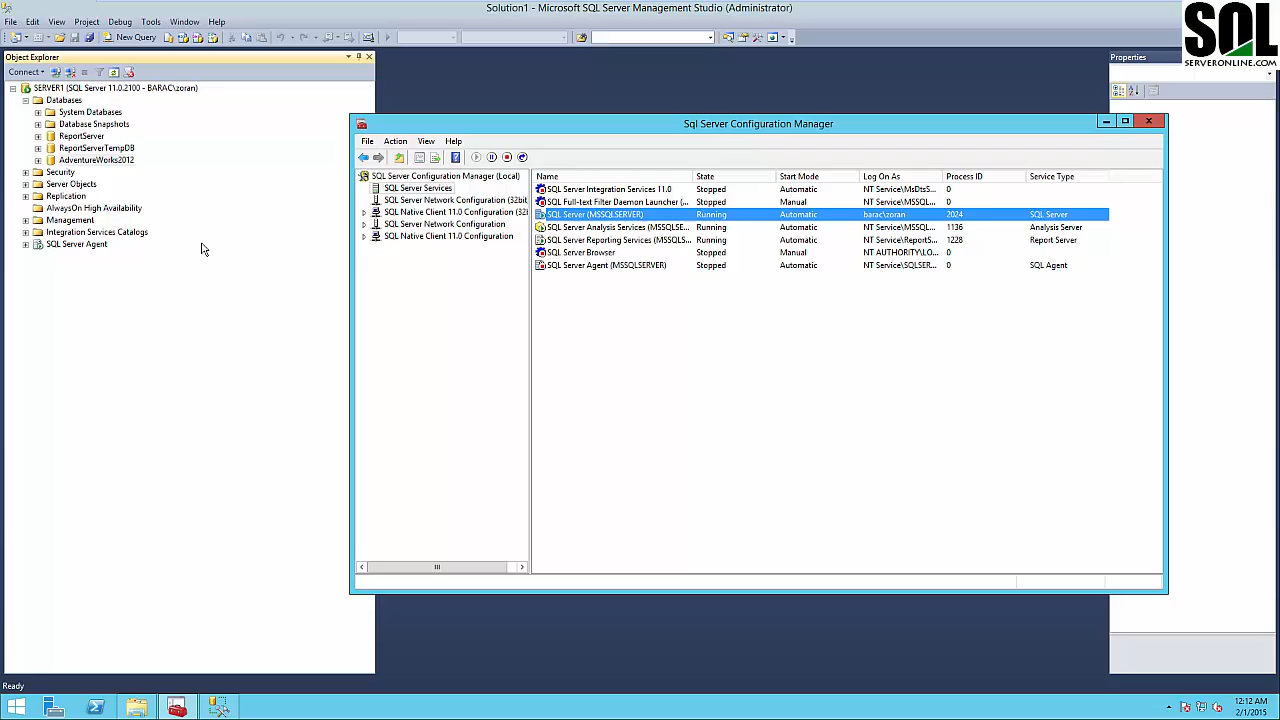 Solution1 - Microsoft SQL Server Management Studio (Administrator)
SQL
SERVERONLINE.COM
File Edit View Project Debug Tools Window Help
New Query
Object Explorer
Properties
Connect
SERVER1 (SQL Server 11.0.2100 - BARAC\zoran)
Databases
System Databases
Database Snapshots
ReportServer
ReportServerTempDB
AdventureWorks2012
Security
Server Objects
Replication
AlwaysOn High Availability
Management
Integration Services Catalogs
SQL Server Agent
Sql Server Configuration Manager
File Action View Help
SQL Server Configuration Manager (Local)
SQL Server Services
SQL Server Network Configuration (32bit
SQL Native Client 11.0 Configuration (32l
SQL Server Network Configuration
SQL Native Client 11.0 Configuration
Name State Start Mode Log On As Process ID Service Type
SQL Server Integration Services 11.0 Stopped Automatic NT Service\MsDtsS... 0
SQL Full-text Filter Daemon Launcher (... Stopped Manual NT Service\MSSQL... 0
SQL Server (MSSQLSERVER) Running Automatic barac\zoran 2024 SQL Server
SQL Server Analysis Services (MSSQLSE... Running Automatic NT Service\MSSQL... 1136 Analysis Server
SQL Server Reporting Services (MSSQLS... Running Automatic NT Service\ReportS... 1228 Report Server
SQL Server Browser Stopped Manual NT AUTHORITY\LO... 0
SQL Server Agent (MSSQLSERVER) Stopped Automatic NT Service\SQLSER... 0 SQL Agent
Ready
12:12 AM
2/1/2015